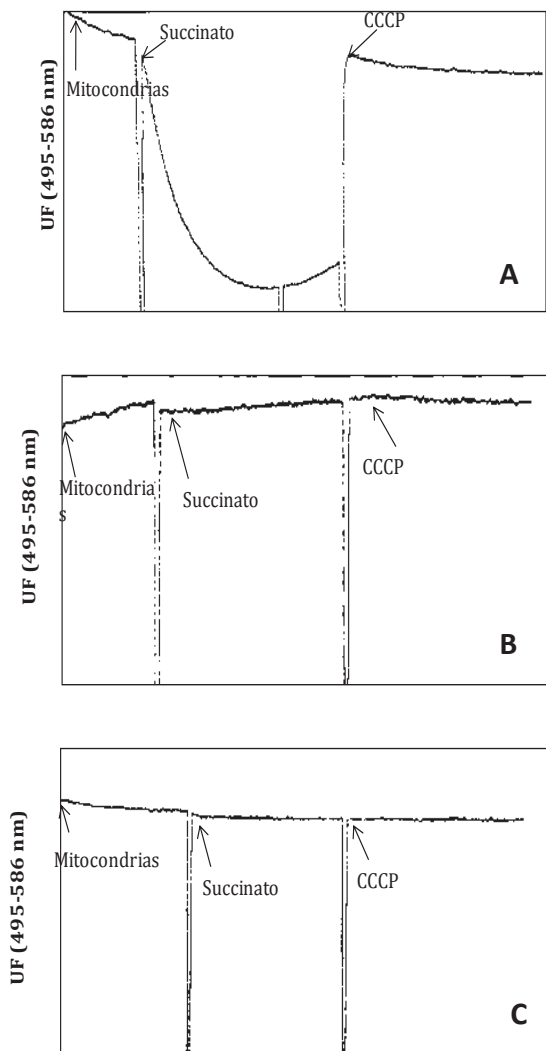 Succinato
CCCP
Mitocondrias
UF (495-586 nm)
A
Mitocondria
s
Succinato
CCCP
UF (495-586 nm)
B
Mitocondrias
Succinato
CCCP
UF (495-586 nm)
C